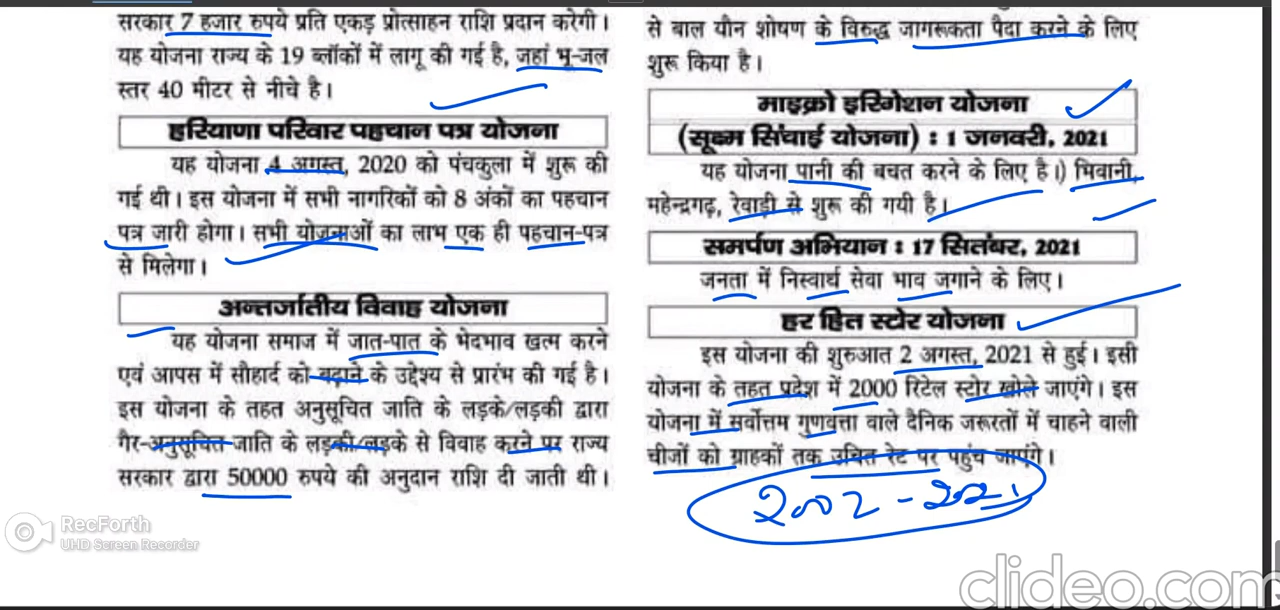 सरकार 7 हजार रुपये प्रति एकड़ प्रोत्साहन राशि प्रदान करेगी।
यह योजना राज्य के 19 ब्लॉकों में लागू की गई है, जहां भू-जल
स्तर 40 मीटर से नीचे है।
हरियाणा परिवार पहचान पत्र योजना
यह योजना 4 अगस्त, 2020 को पंचकुला में शुरू की
गई थी। इस योजना में सभी नागरिकों को 8 अंकों का पहचान
पत्र जारी होगा। सभी योजनाओं का लाभ एक ही पहचान-पत्र
से मिलेगा।
अन्तर्जातीय विवाह योजना
यह योजना समाज में जात-पात के भेदभाव खत्म करने
एवं आपस में सौहार्द को बढ़ाने के उद्देश्य से प्रारंभ की गई है।
इस योजना के तहत अनुसूचित जाति के लड़के/लड़की द्वारा
गैर-अनुसूचित जाति के लड़की/लड़के से विवाह करने पर राज्य
सरकार द्वारा 50000 रुपये की अनुदान राशि दी जाती थी।
से बाल यौन शोषण के विरुद्ध जागरूकता पैदा करने के लिए
शुरू किया है।
माइक्रो इरिगेशन योजना
(सूक्ष्म सिंचाई योजना) : 1 जनवरी, 2021
यह योजना पानी की बचत करने के लिए है।) भिवानी,
महेन्द्रगढ़, रेवाड़ी से शुरू की गयी है।
समर्पण अभियान : 17 सितंबर, 2021
जनता में निस्वार्थ सेवा भाव जगाने के लिए।
हर हित स्टोर योजना
इस योजना की शुरुआत 2 अगस्त, 2021 से हुई। इसी
योजना के तहत प्रदेश में 2000 रिटेल स्टोर खोले जाएंगे। इस
योजना में सर्वोत्तम गुणवत्ता वाले दैनिक जरूरतों में चाहने वाली
चीजों को ग्राहकों तक उचित रेट पर पहुंच जाएंगे।
2002 - 2021
RecForth
UHD Screen Recorder
clideo.com